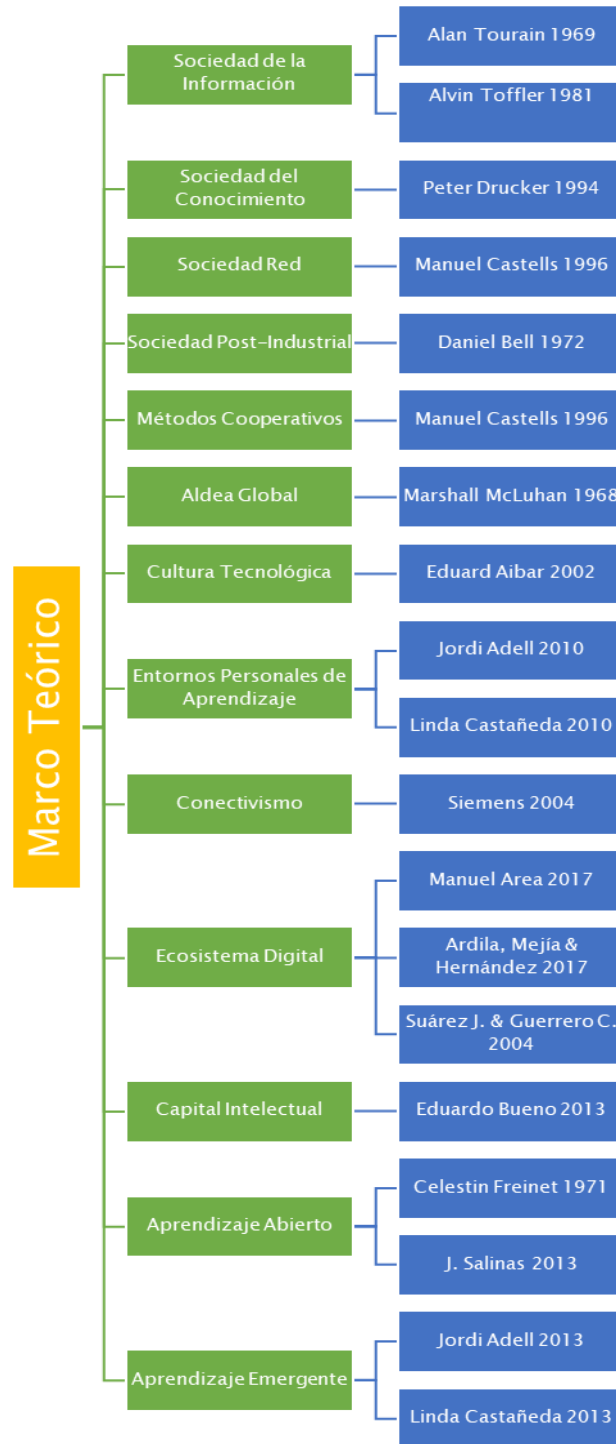 Marco Teórico
Sociedad de la
Información
Alan Tourain 1969
Alvin Toffler 1981
Sociedad del
Conocimiento
Peter Drucker 1994
Sociedad Red
Manuel Castells 1996
Sociedad Post-Industrial
Daniel Bell 1972
Métodos Cooperativos
Manuel Castells 1996
Aldea Global
Marshall McLuhan 1968
Cultura Tecnológica
Eduard Aibar 2002
Entornos Personales de
Aprendizaje
Jordi Adell 2010
Linda Castañeda 2010
Conectivismo
Siemens 2004
Ecosistema Digital
Manuel Area 2017
Ardila, Mejía &
Hernández 2017
Suárez J. & Guerrero C.
2004
Capital Intelectual
Eduardo Bueno 2013
Aprendizaje Abierto
Celestin Freinet 1971
J. Salinas 2013
Aprendizaje Emergente
Jordi Adell 2013
Linda Castañeda 2013